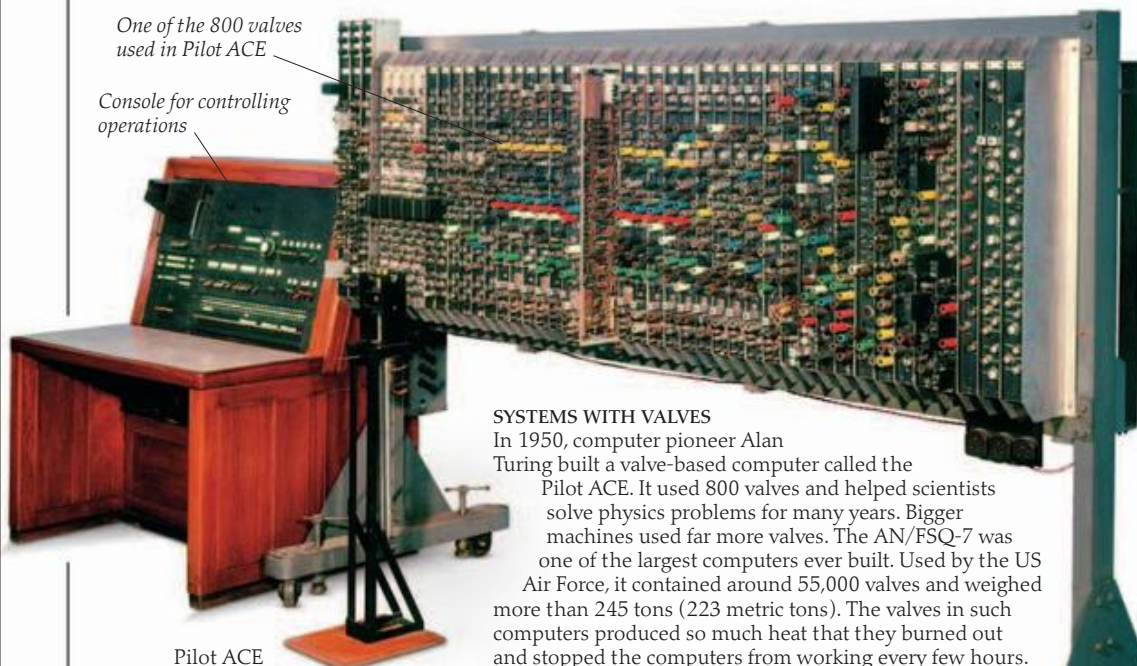 One of the 800 valves
used in Pilot ACE
Console for controlling
operations
SYSTEMS WITH VALVES
In 1950, computer pioneer Alan
Turing built a valve-based computer called the
Pilot ACE. It used 800 valves and helped scientists
solve physics problems for many years. Bigger
machines used far more valves. The AN/FSQ-7 was
one of the largest computers ever built. Used by the US
Air Force, it contained around 55,000 valves and weighed
more than 245 tons (223 metric tons). The valves in such
computers produced so much heat that they burned out
and stopped the computers from working every few hours.
Pilot ACE